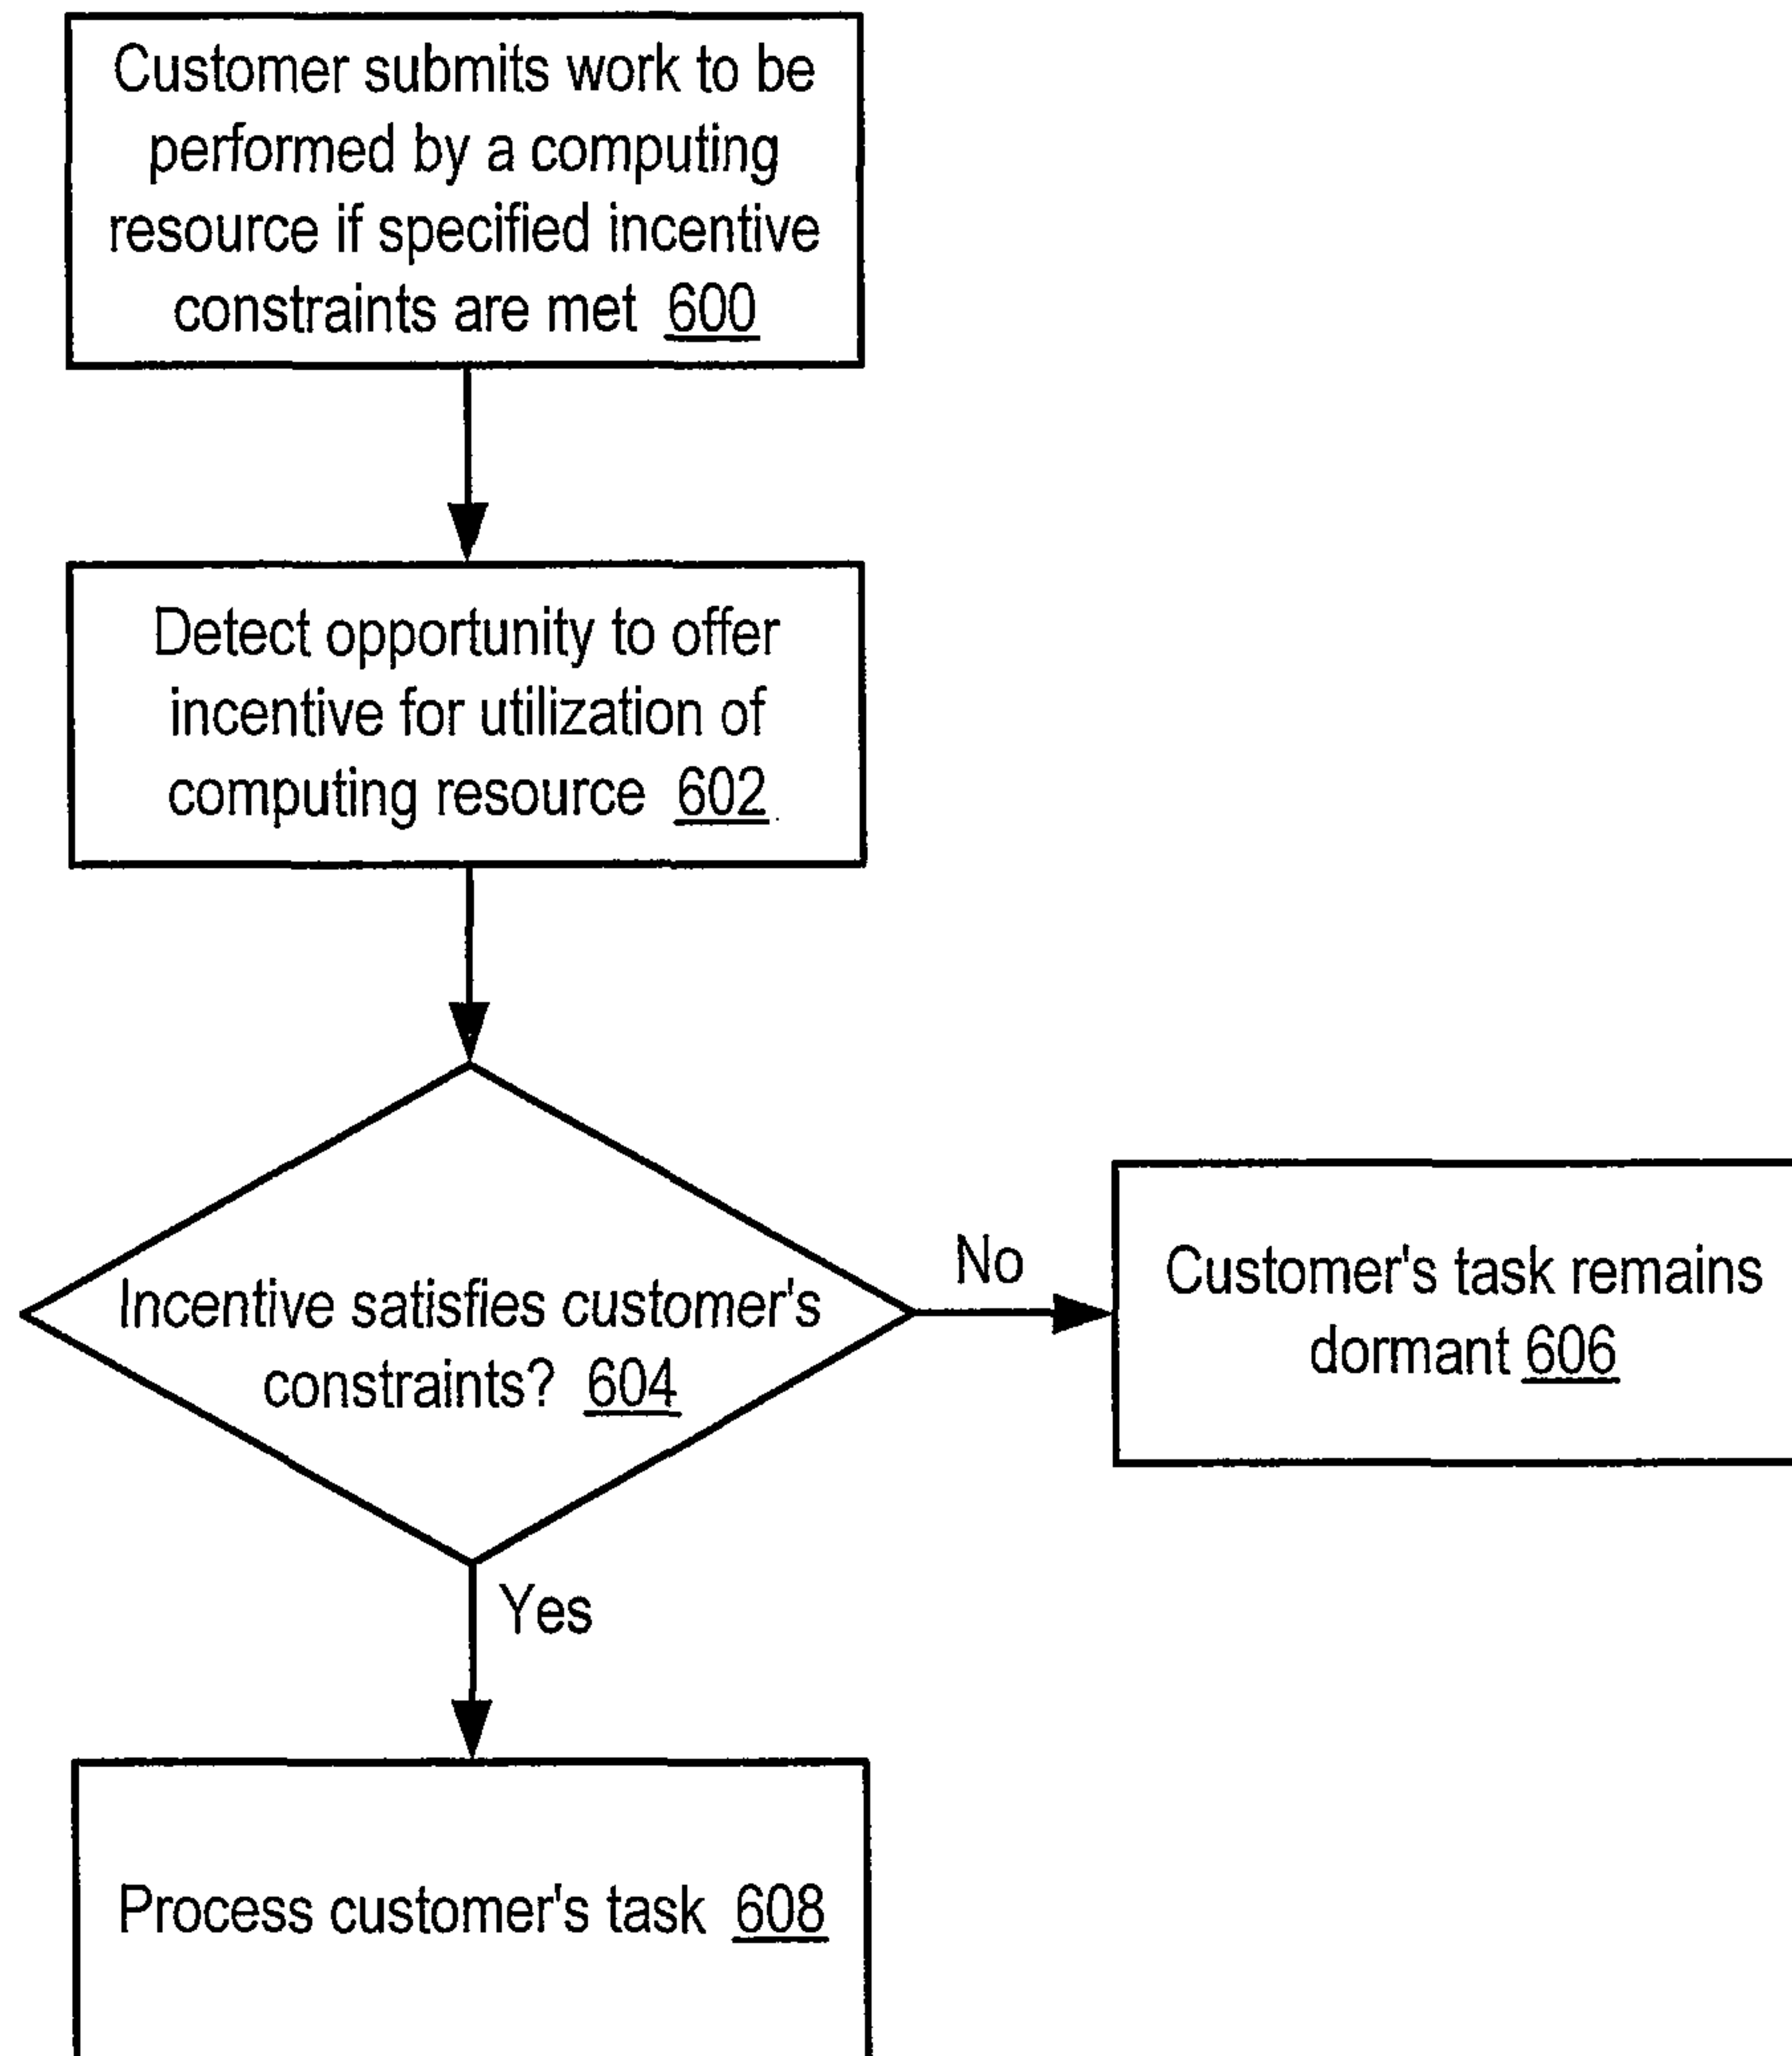 Customer submits work to be
performed by a computing
resource if specified incentive
constraints are met 600
Detect opportunity to offer
incentive for utilization of
computing resource 602
Incentive satisfies customer's
constraints? 604
No
Customer's task remains
dormant 606
Yes
Process customer's task 608